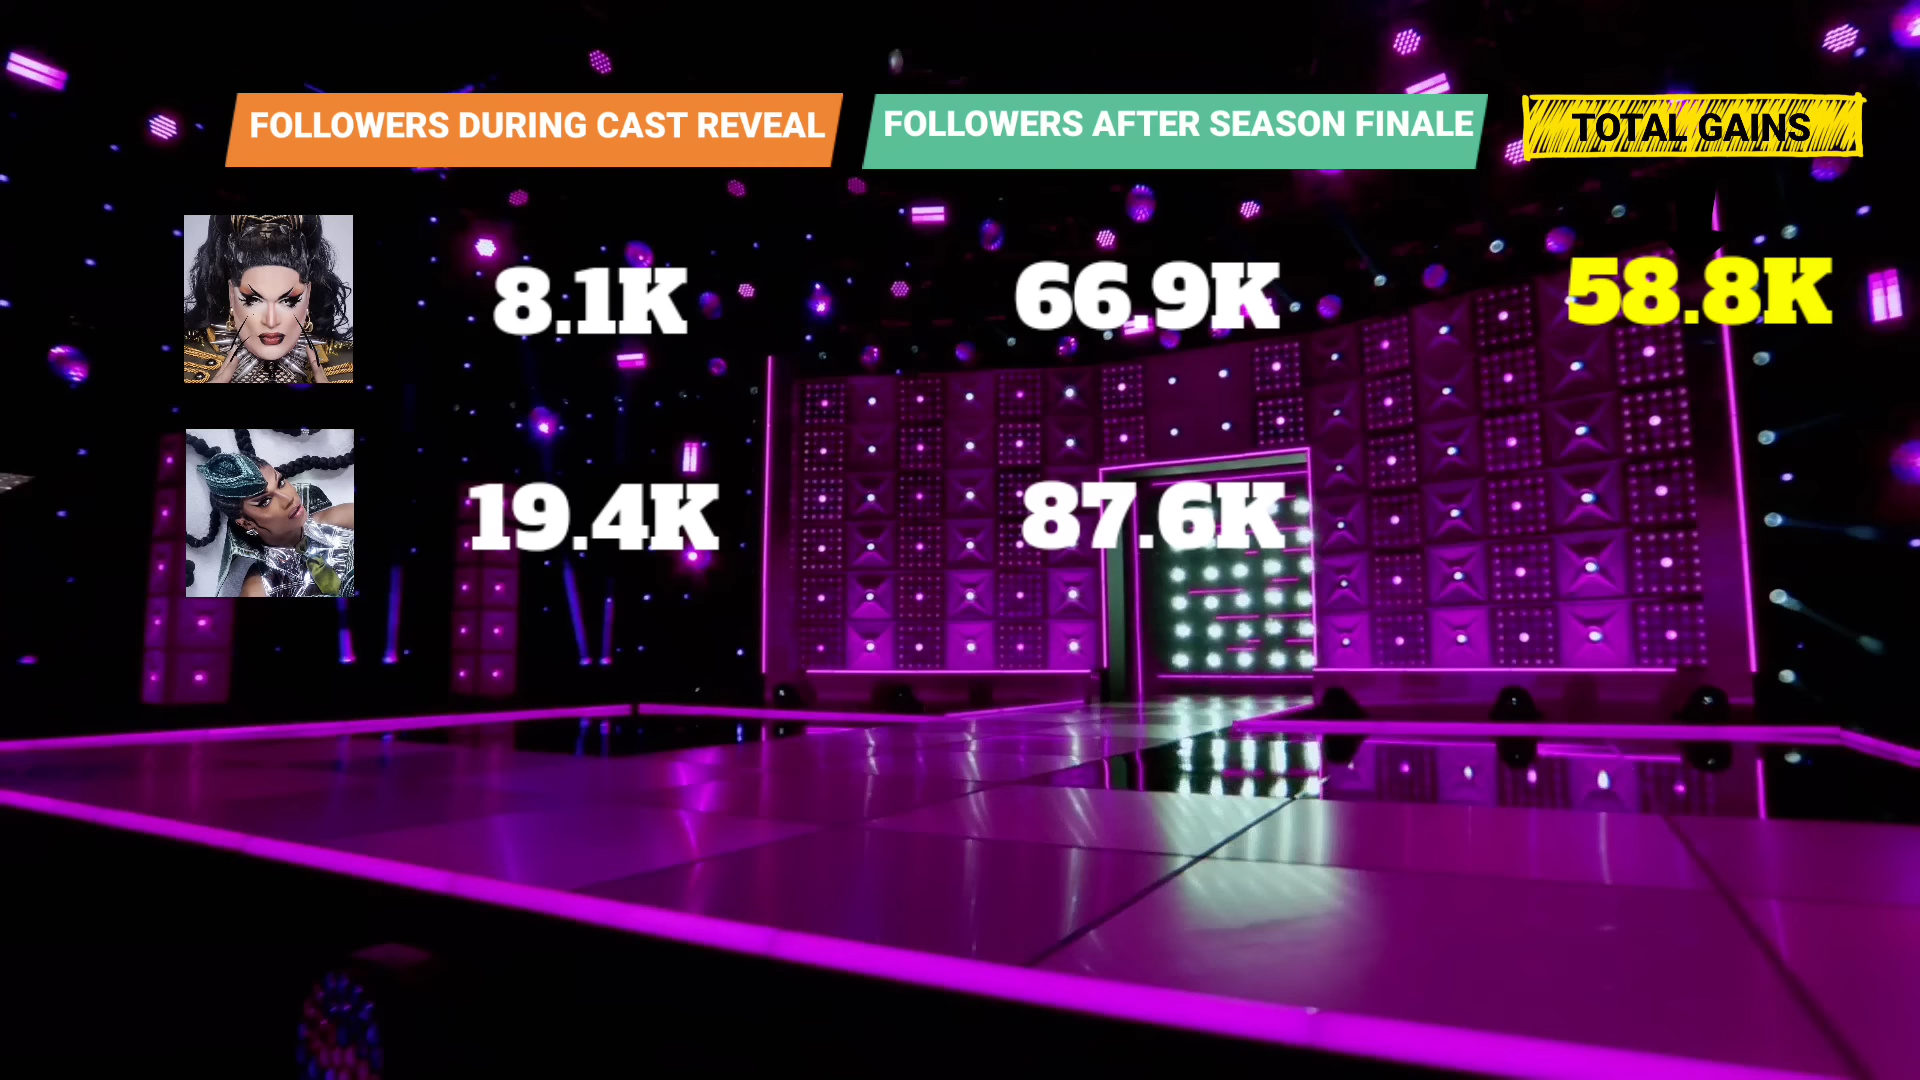 FOLLOWERS DURING CAST REVEAL
FOLLOWERS AFTER SEASON FINALE
TOTAL GAINS
8.1K
66.9K
58.8K
19.4K
87.6K